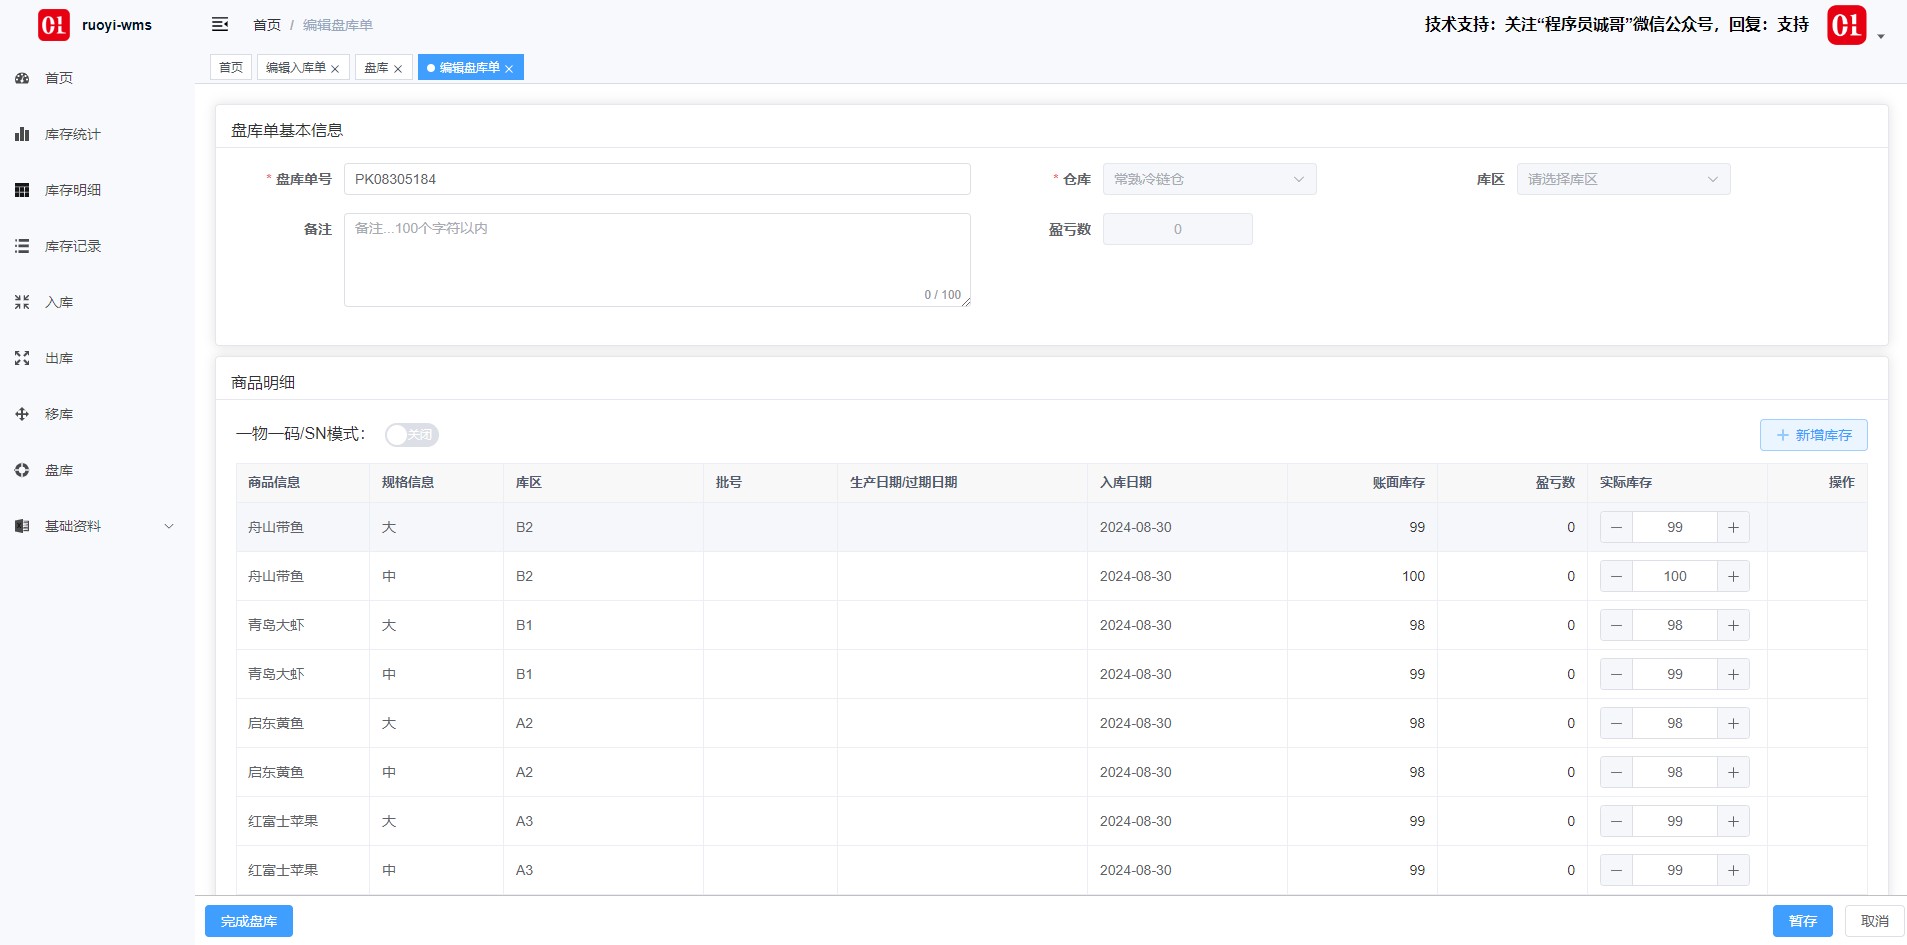 01 ruoyi-wms
首页 / 编辑盘库单
技术支持：关注“程序员诚哥”微信公众号，回复：支持
01
首页 编辑入库单 × 盘库 × 编辑盘库单 ×
首页
库存统计
库存明细
库存记录
入库
出库
移库
盘库
基础资料
盘库单基本信息
* 盘库单号 PK08305184 * 仓库 常熟冷链仓 库区 请选择库区
备注 备注...100个字符以内 盈亏数 0
0 / 100
商品明细
一物一码/SN模式： 关闭 + 新增库存
商品信息 规格信息 库区 批号 生产日期/过期日期 入库日期 账面库存 盈亏数 实际库存 操作
舟山带鱼 大 B2 2024-08-30 99 0 — 99 +
舟山带鱼 中 B2 2024-08-30 100 0 — 100 +
青岛大虾 大 B1 2024-08-30 98 0 — 98 +
青岛大虾 中 B1 2024-08-30 99 0 — 99 +
启东黄鱼 大 A2 2024-08-30 98 0 — 98 +
启东黄鱼 中 A2 2024-08-30 98 0 — 98 +
红富士苹果 大 A3 2024-08-30 99 0 — 99 +
红富士苹果 中 A3 2024-08-30 99 0 — 99 +
完成盘库 暂存 取消